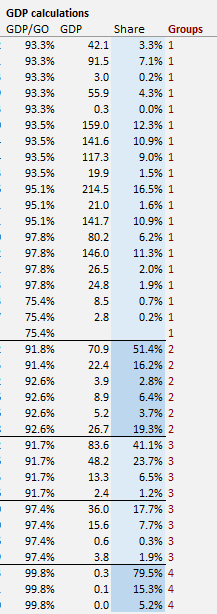 GDP calculations
GDP/GO GDP Share Groups
93.3% 42.1 3.3% 1
93.3% 91.5 7.1% 1
93.3% 3.0 0.2% 1
93.3% 55.9 4.3% 1
93.3% 0.3 0.0% 1
93.5% 159.0 12.3% 1
93.5% 141.6 10.9% 1
93.5% 117.3 9.0% 1
93.5% 19.9 1.5% 1
95.1% 214.5 16.5% 1
95.1% 21.0 1.6% 1
95.1% 141.7 10.9% 1
97.8% 80.2 6.2% 1
97.8% 146.0 11.3% 1
97.8% 26.5 2.0% 1
97.8% 24.8 1.9% 1
75.4% 8.5 0.7% 1
75.4% 2.8 0.2% 1
75.4% 1
91.8% 70.9 51.4% 2
91.4% 22.4 16.2% 2
92.6% 3.9 2.8% 2
92.6% 8.9 6.4% 2
92.6% 5.2 3.7% 2
92.6% 26.7 19.3% 2
91.7% 83.6 41.1% 3
91.7% 48.2 23.7% 3
91.7% 13.3 6.5% 3
91.7% 2.4 1.2% 3
97.4% 36.0 17.7% 3
97.4% 15.6 7.7% 3
97.4% 0.6 0.3% 3
97.4% 3.8 1.9% 3
99.8% 0.3 79.5% 4
99.8% 0.1 15.3% 4
99.8% 0.0 5.2% 4